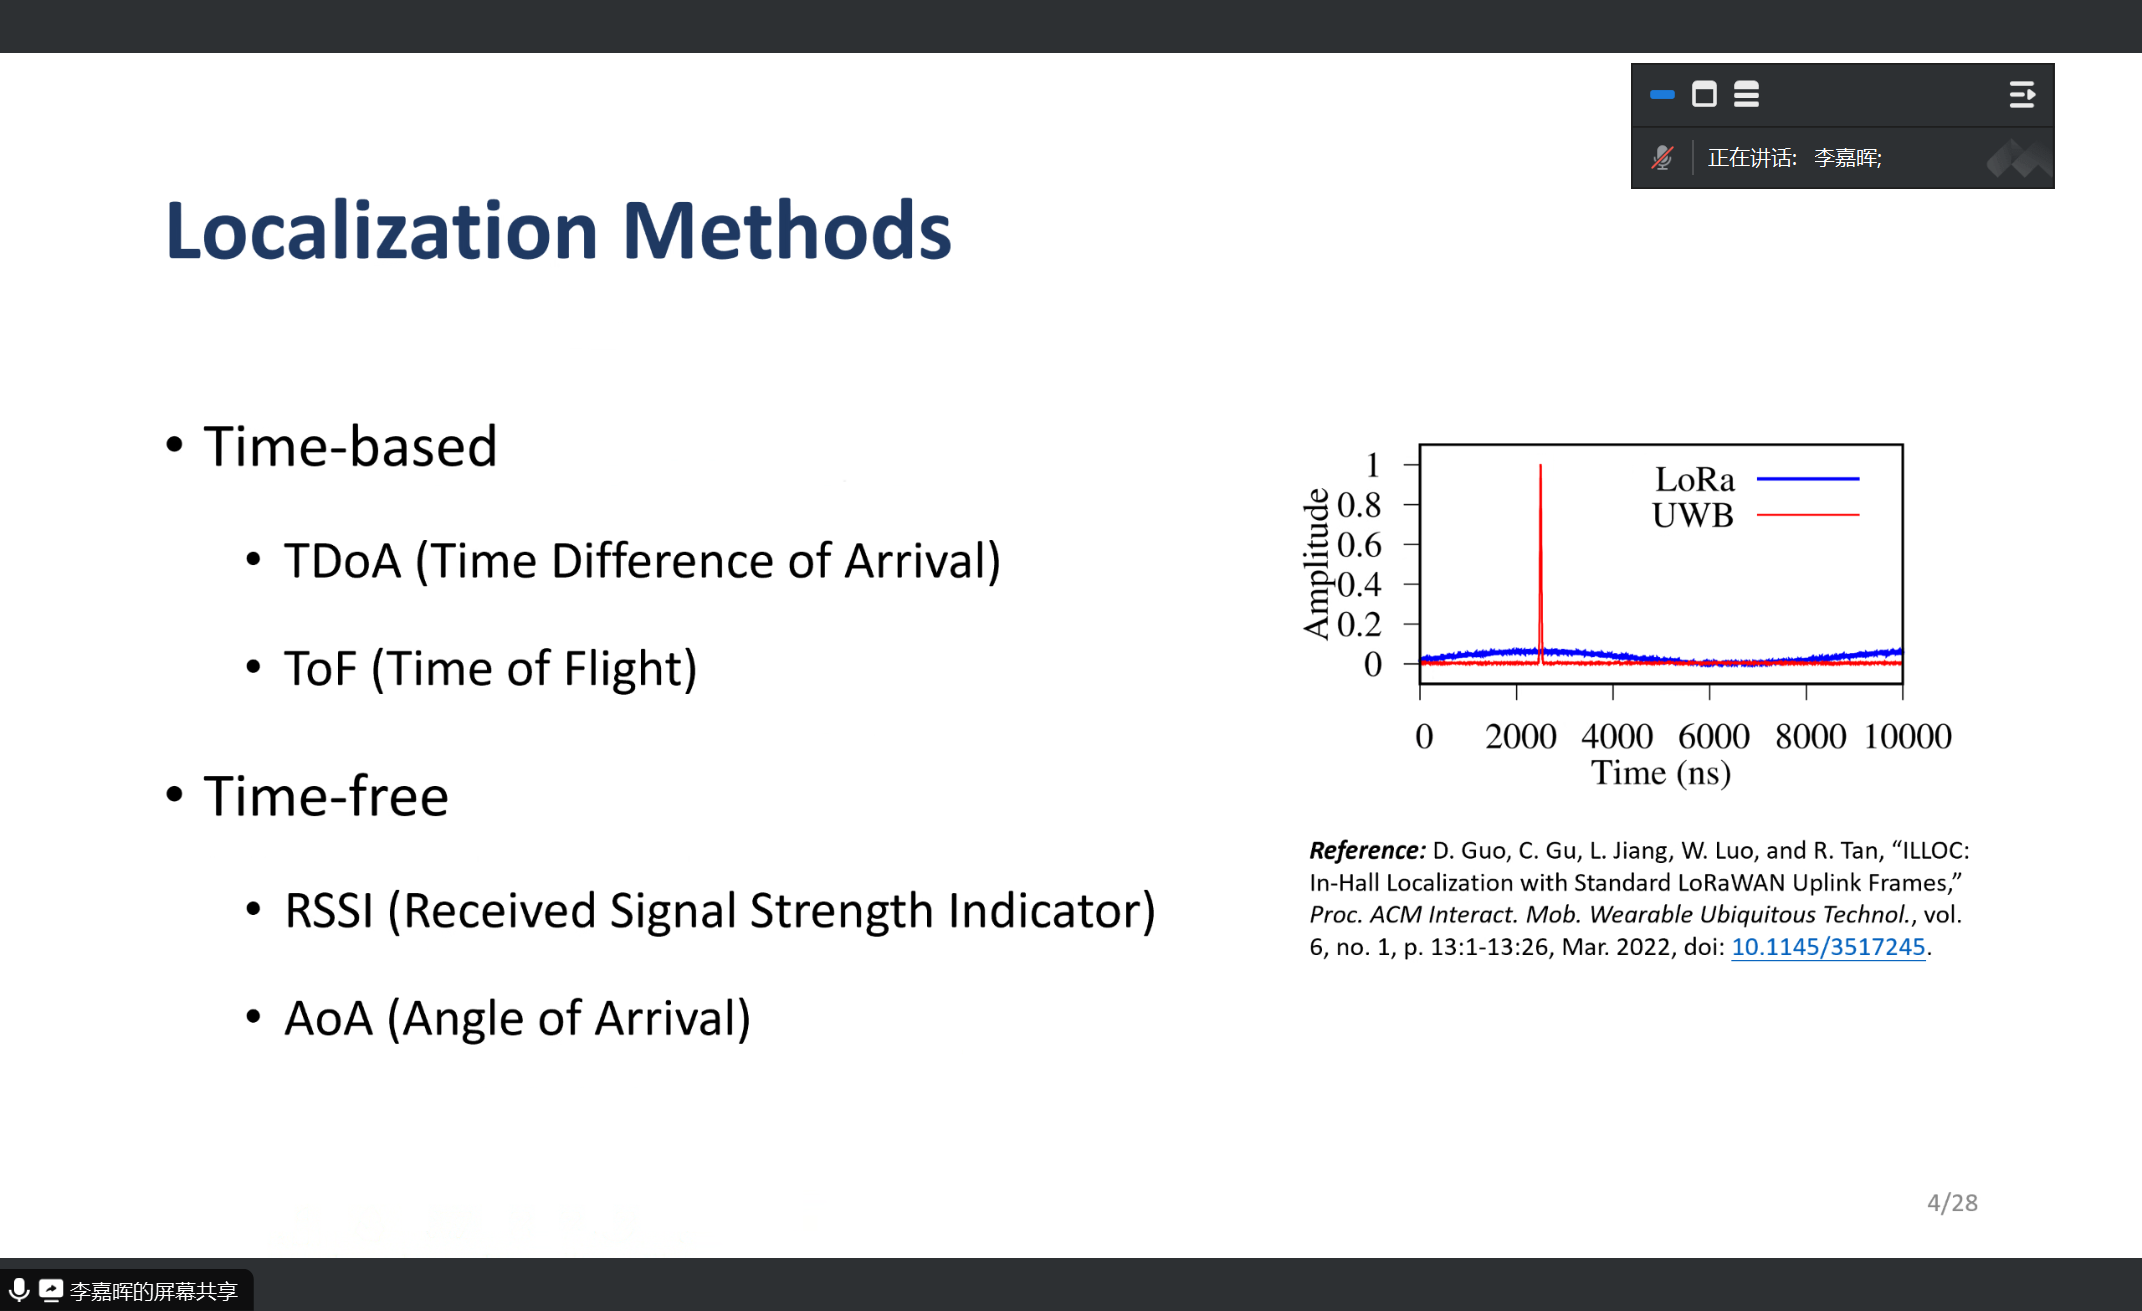 正在讲话: 李嘉晖;
Localization Methods
• Time-based
• TDoA (Time Difference of Arrival)
• ToF (Time of Flight)
• Time-free
• RSSI (Received Signal Strength Indicator)
• AoA (Angle of Arrival)
LoRa
UWB
Amplitude
1
0.8
0.6
0.4
0.2
0
0 2000 4000 6000 8000 10000
Time (ns)
Reference: D. Guo, C. Gu, L. Jiang, W. Luo, and R. Tan, “ILLOC:
In-Hall Localization with Standard LoRaWAN Uplink Frames,”
Proc. ACM Interact. Mob. Wearable Ubiquitous Technol., vol.
6, no. 1, p. 13:1-13:26, Mar. 2022, doi: 10.1145/3517245.
4/28
李嘉晖的屏幕共享